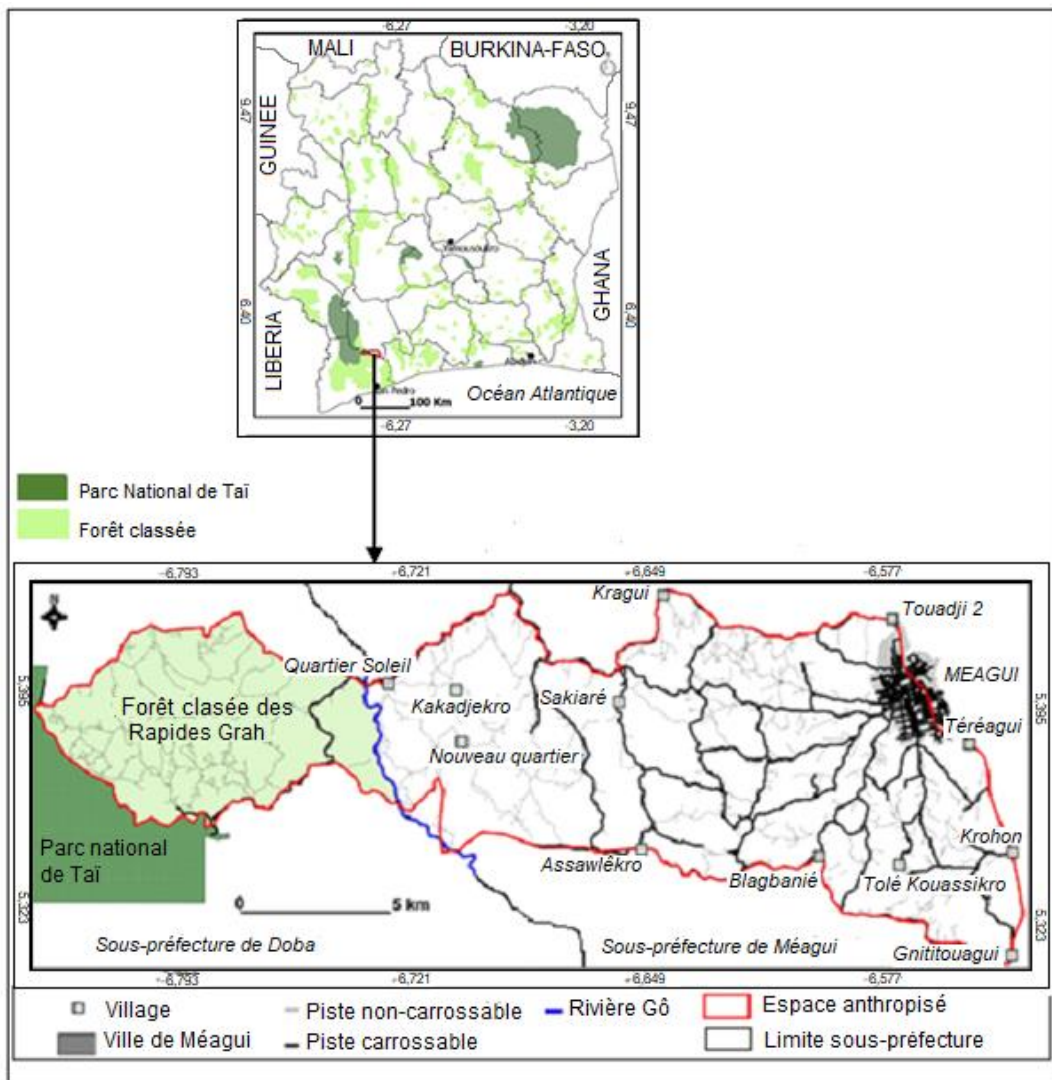 -6,27 -3,20
MALI BURKINA-FASO
9,47 9,47
GUINEE
Yamoussoukro
GHANA
6,40 6,40
LIBERIA
Abidjan
Pedro
Océan Atlantique
0 100 Km
-6,27 -3,20
Parc National de Taï
Forêt classée
-6,793 -6,721 -6,649 -6,577
N
Kragui
Touadji 2
Quartier Soleil
MEAGUI
5,395 5,395
Kakadjekro
Sakiaré
Forêt clasée des
Rapides Grah
Téréagui
Nouveau quartier
Parc national
de Taï
Krohon
Assawlêkro
Blagbanié
Tolé Kouassikro
0 5 km
5,323 5,323
Sous-préfecture de Doba
Sous-préfecture de Méagui
Gnititouagui
-6,793 -6,721 -6,649 -6,577
Village
Piste non-carrossable
Rivière Gô
Espace anthropisé
Ville de Méagui
Piste carrossable
Limite sous-préfecture